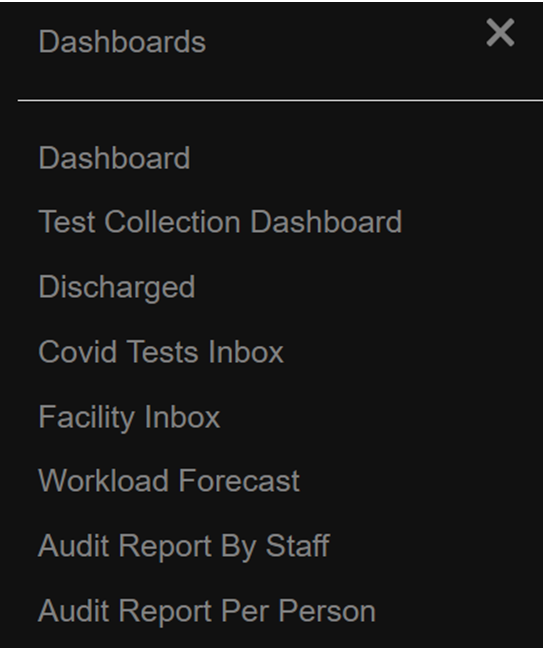 Dashboards
Dashboard
Test Collection Dashboard
Discharged
Covid Tests Inbox
Facility Inbox
Workload Forecast
Audit Report By Staff
Audit Report Per Person